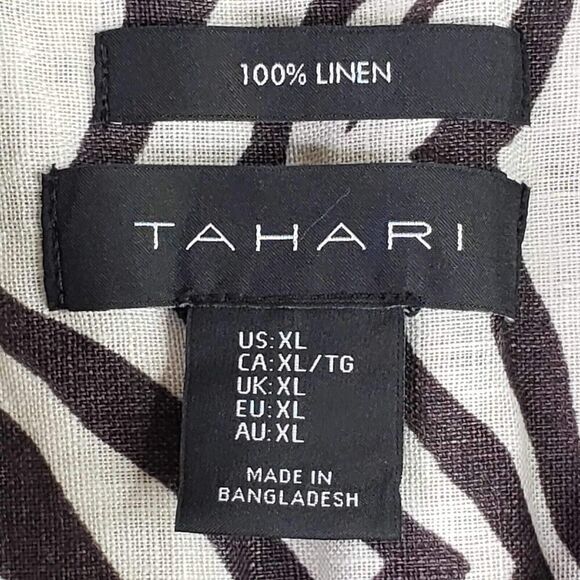 100% LINEN
TAHARI
US:XL
CA:XL/TG
UK:XL
EU:XL
AU:XL
MADE IN
BANGLADESH